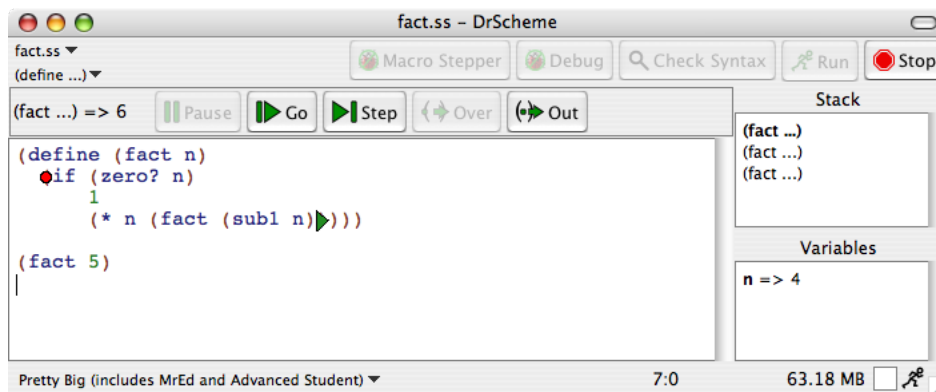 fact.ss – DrScheme
fact.ss
(define ...)
Macro Stepper
Debug
Check Syntax
Run
Stop
(fact ...) => 6
Pause
Go
Step
Over
Out
(define (fact n)
(if (zero? n)
1
(* n (fact (sub1 n))))
(fact 5)
Stack
(fact ...)
(fact ...)
(fact ...)
Variables
n => 4
Pretty Big (includes MrEd and Advanced Student)
7:0
63.18 MB